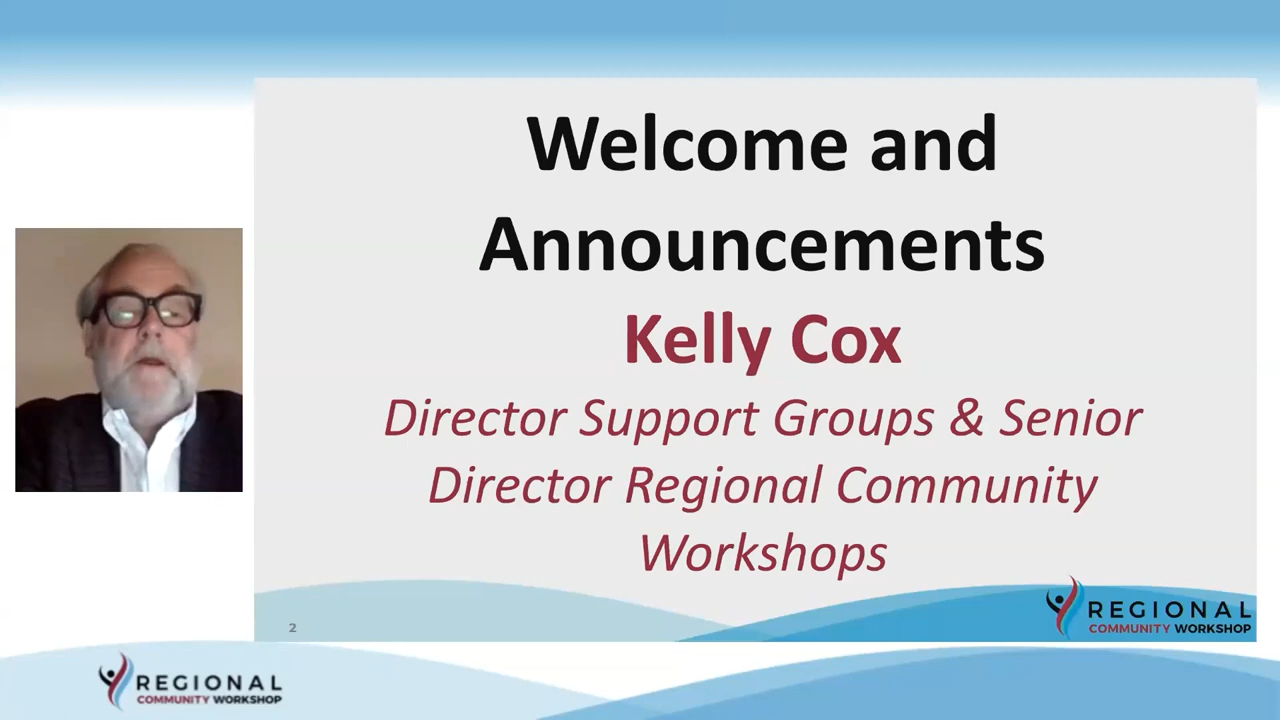 Welcome and
Announcements
Kelly Cox
Director Support Groups & Senior
Director Regional Community
Workshops
2
REGIONAL
COMMUNITY WORKSHOP
REGIONAL
COMMUNITY WORKSHOP